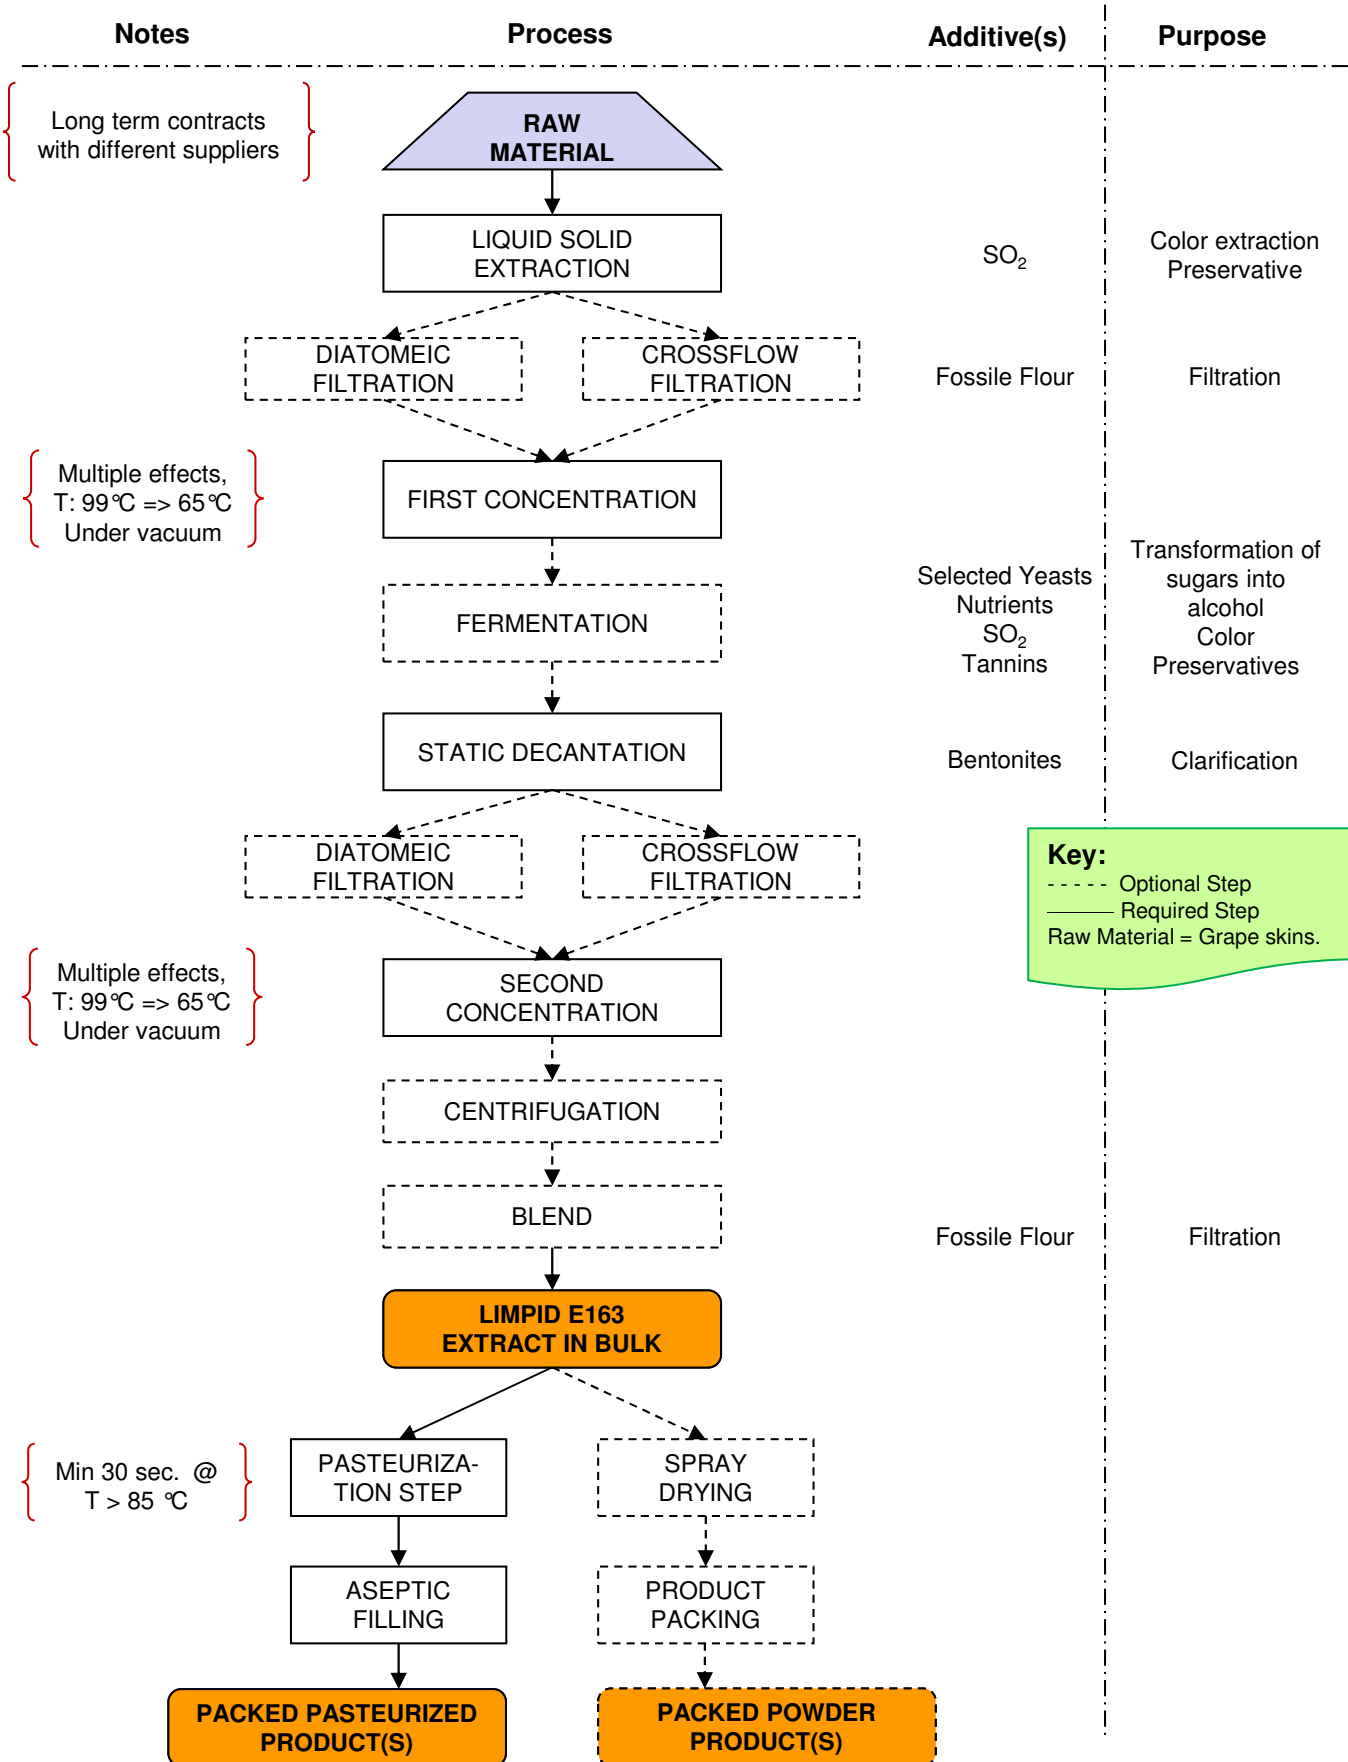 Notes
Process
Additive(s)
Purpose
Long term contracts
with different suppliers
RAW
MATERIAL
LIQUID SOLID
EXTRACTION
SO₂
Color extraction
Preservative
DIATOMEIC
FILTRATION
CROSSFLOW
FILTRATION
Fossile Flour
Filtration
Multiple effects,
T: 99°C => 65°C
Under vacuum
FIRST CONCENTRATION
FERMENTATION
Selected Yeasts
Nutrients
SO₂
Tannins
Transformation of
sugars into
alcohol
Color
Preservatives
STATIC DECANTATION
Bentonites
Clarification
DIATOMEIC
FILTRATION
CROSSFLOW
FILTRATION
Key:
- - - - - Optional Step
Required Step
Raw Material = Grape skins.
Multiple effects,
T: 99°C => 65°C
Under vacuum
SECOND
CONCENTRATION
CENTRIFUGATION
BLEND
Fossile Flour
Filtration
LIMPID E163
EXTRACT IN BULK
Min 30 sec. @
T > 85 °C
PASTEURIZA-
TION STEP
SPRAY
DRYING
ASEPTIC
FILLING
PRODUCT
PACKING
PACKED PASTEURIZED
PRODUCT(S)
PACKED POWDER
PRODUCT(S)